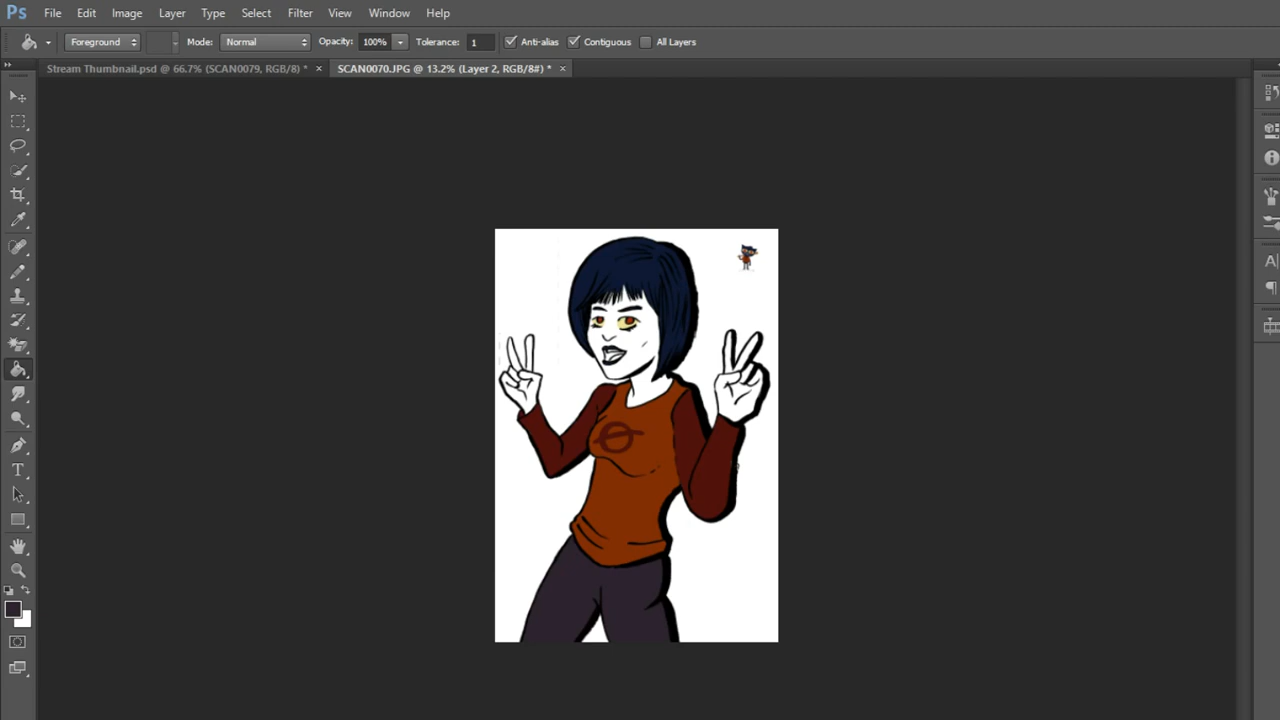 Ps File Edit Image Layer Type Select Filter View Window Help
Foreground Mode: Normal Opacity: 100% Tolerance: 1 Anti-alias Contiguous All Layers
Stream Thumbnail.psd @ 66.7% (SCAN0079, RGB/8) * × SCAN0070.JPG @ 13.2% (Layer 2, RGB/8#) * ×